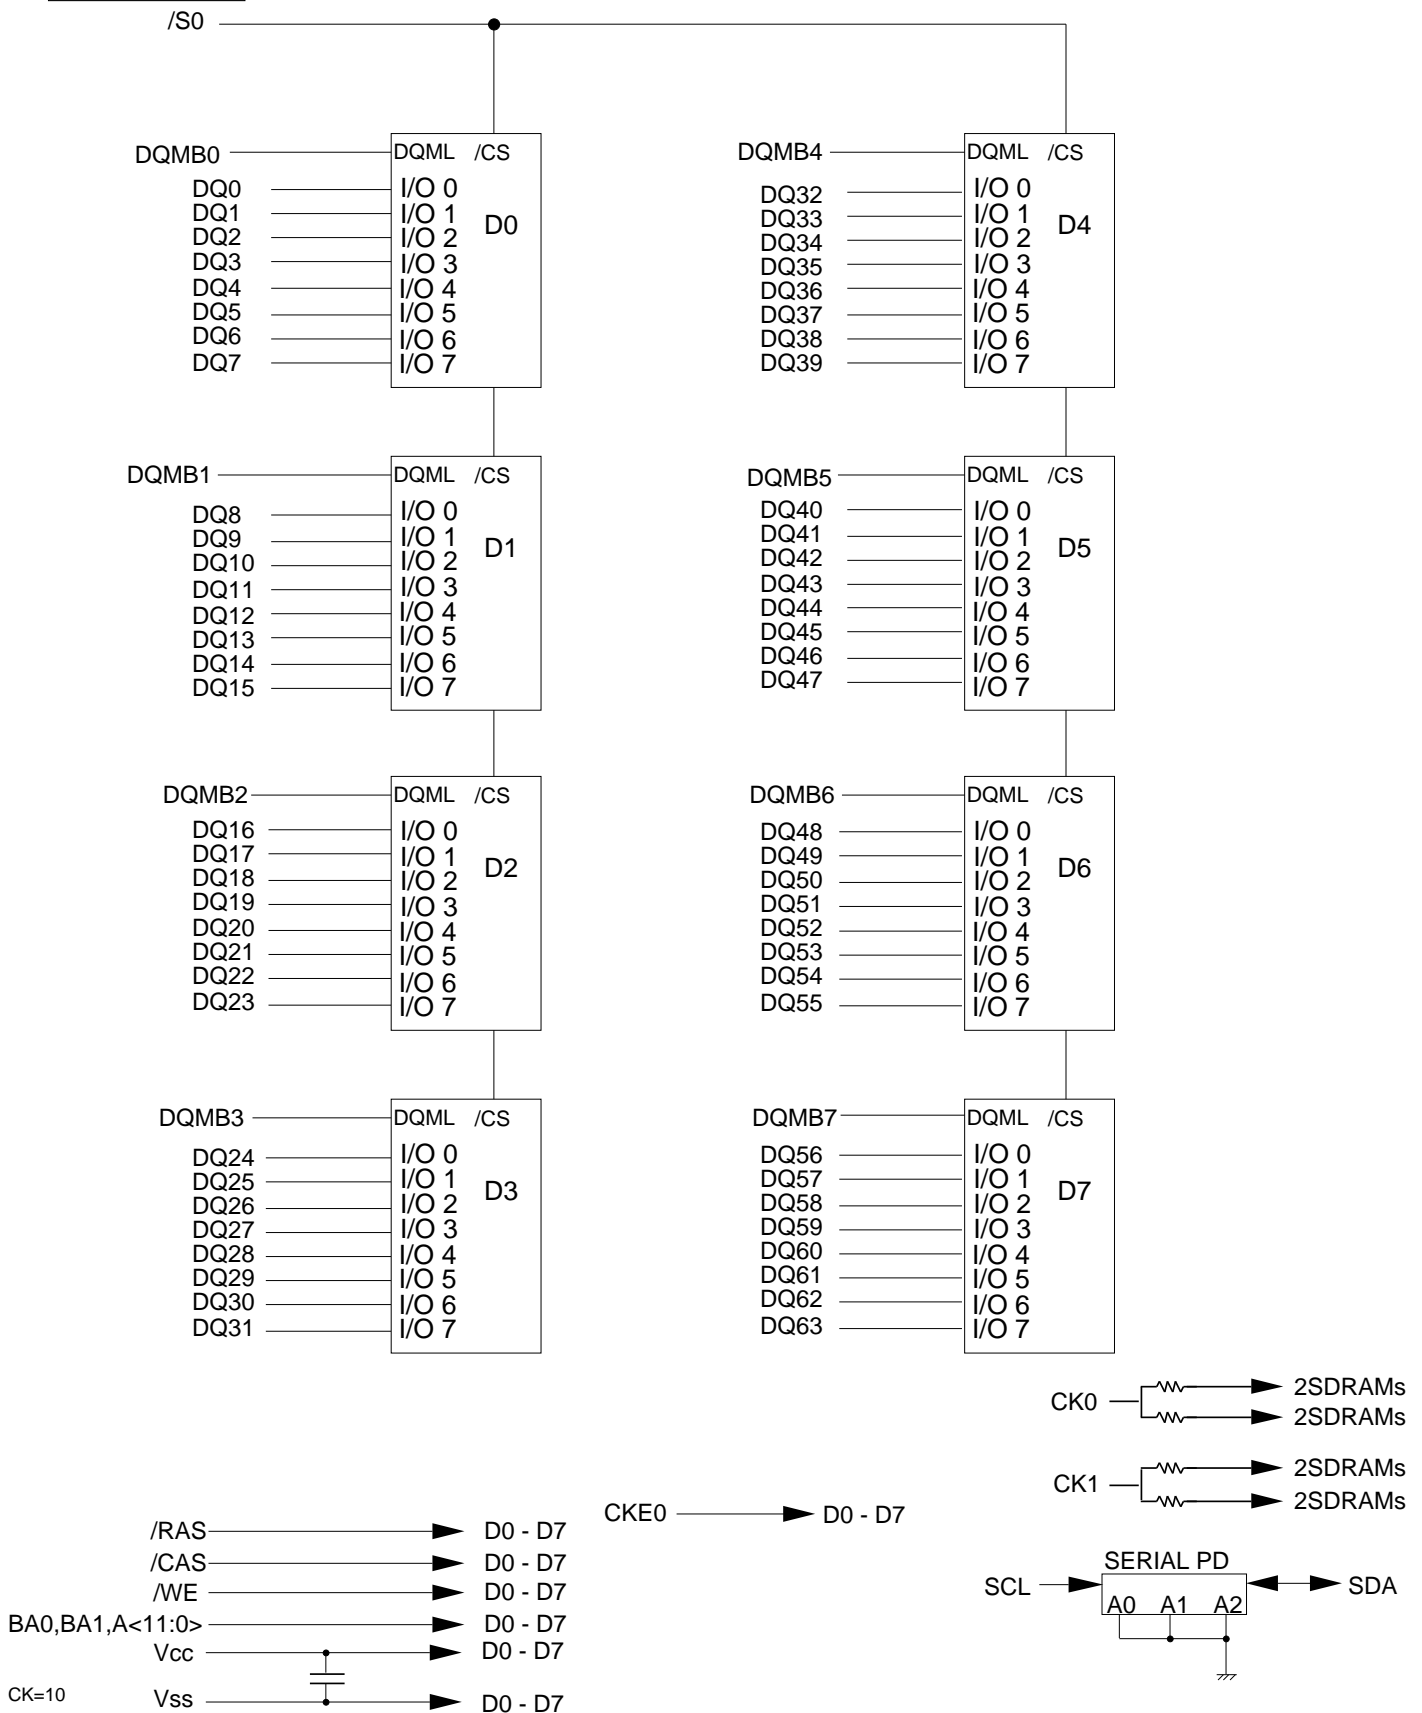 /S0
DQMB0 DQML /CS
DQ0 I/O 0
DQ1 I/O 1
DQ2 I/O 2
DQ3 I/O 3
DQ4 I/O 4
DQ5 I/O 5
DQ6 I/O 6
DQ7 I/O 7
D0
DQMB4 DQML /CS
DQ32 I/O 0
DQ33 I/O 1
DQ34 I/O 2
DQ35 I/O 3
DQ36 I/O 4
DQ37 I/O 5
DQ38 I/O 6
DQ39 I/O 7
D4
DQMB1 DQML /CS
DQ8 I/O 0
DQ9 I/O 1
DQ10 I/O 2
DQ11 I/O 3
DQ12 I/O 4
DQ13 I/O 5
DQ14 I/O 6
DQ15 I/O 7
D1
DQMB5 DQML /CS
DQ40 I/O 0
DQ41 I/O 1
DQ42 I/O 2
DQ43 I/O 3
DQ44 I/O 4
DQ45 I/O 5
DQ46 I/O 6
DQ47 I/O 7
D5
DQMB2 DQML /CS
DQ16 I/O 0
DQ17 I/O 1
DQ18 I/O 2
DQ19 I/O 3
DQ20 I/O 4
DQ21 I/O 5
DQ22 I/O 6
DQ23 I/O 7
D2
DQMB6 DQML /CS
DQ48 I/O 0
DQ49 I/O 1
DQ50 I/O 2
DQ51 I/O 3
DQ52 I/O 4
DQ53 I/O 5
DQ54 I/O 6
DQ55 I/O 7
D6
DQMB3 DQML /CS
DQ24 I/O 0
DQ25 I/O 1
DQ26 I/O 2
DQ27 I/O 3
DQ28 I/O 4
DQ29 I/O 5
DQ30 I/O 6
DQ31 I/O 7
D3
DQMB7 DQML /CS
DQ56 I/O 0
DQ57 I/O 1
DQ58 I/O 2
DQ59 I/O 3
DQ60 I/O 4
DQ61 I/O 5
DQ62 I/O 6
DQ63 I/O 7
D7
CK0 2SDRAMs
2SDRAMs
CK1 2SDRAMs
2SDRAMs
CKE0 D0 - D7
/RAS D0 - D7
/CAS D0 - D7
/WE D0 - D7
BA0,BA1,A<11:0> D0 - D7
Vcc D0 - D7
Vss D0 - D7
SERIAL PD
SCL SDA
A0 A1 A2
CK=10